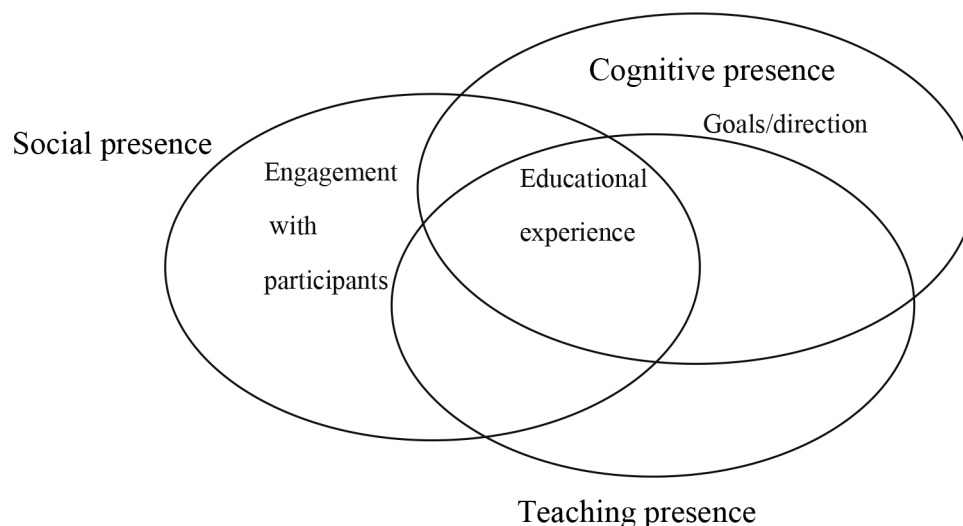 Cognitive presence
Goals/direction
Social presence
Engagement
with
participants
Educational
experience
Teaching presence